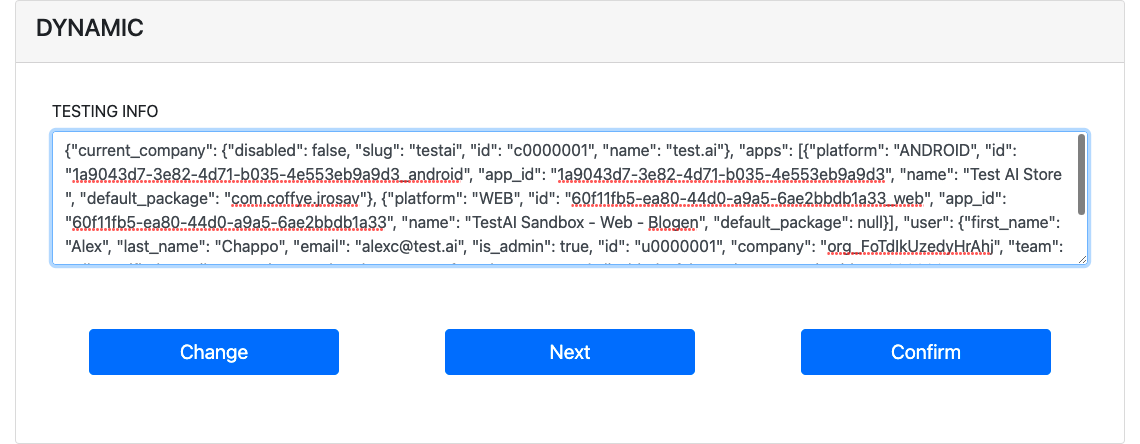 DYNAMIC
TESTING INFO
{"current_company": {"disabled": false, "slug": "testai", "id": "c0000001", "name": "test.ai"}, "apps": [{"platform": "ANDROID", "id":
"1a9043d7-3e82-4d71-b035-4e553eb9a9d3_android", "app_id": "1a9043d7-3e82-4d71-b035-4e553eb9a9d3", "name": "Test AI Store
", "default_package": "com.coffye.jrosav"}, {"platform": "WEB", "id": "60f11fb5-ea80-44d0-a9a5-6ae2bbdb1a33_web", "app_id":
"60f11fb5-ea80-44d0-a9a5-6ae2bbdb1a33", "name": "TestAI Sandbox - Web - Blogen", "default_package": null}], "user": {"first_name":
"Alex", "last_name": "Chappo", "email": "alexc@test.ai", "is_admin": true, "id": "u0000001", "company": "org_FoTdIkUzedyHrAhj", "team":
Change Next Confirm